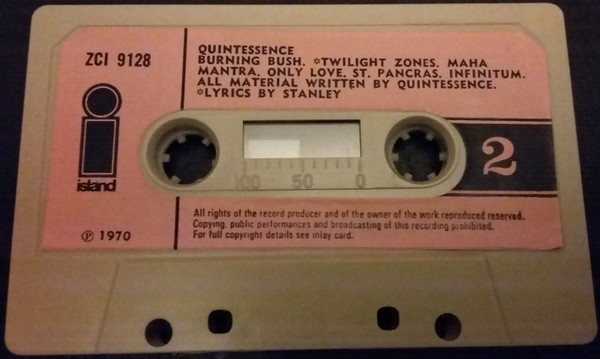 ZCI 9128
QUINTESSENCE
BURNING BUSH. *TWILIGHT ZONES. MAHA
MANTRA. ONLY LOVE. ST. PANCRAS. INFINITUM.
ALL MATERIAL WRITTEN BY QUINTESSENCE.
*LYRICS BY STANLEY
i
island
100 50 0
2
All rights of the record producer and of the owner of the work reproduced reserved.
Copying, public performances and broadcasting of this recording prohibited.
For full copyright details see inlay card.
℗ 1970